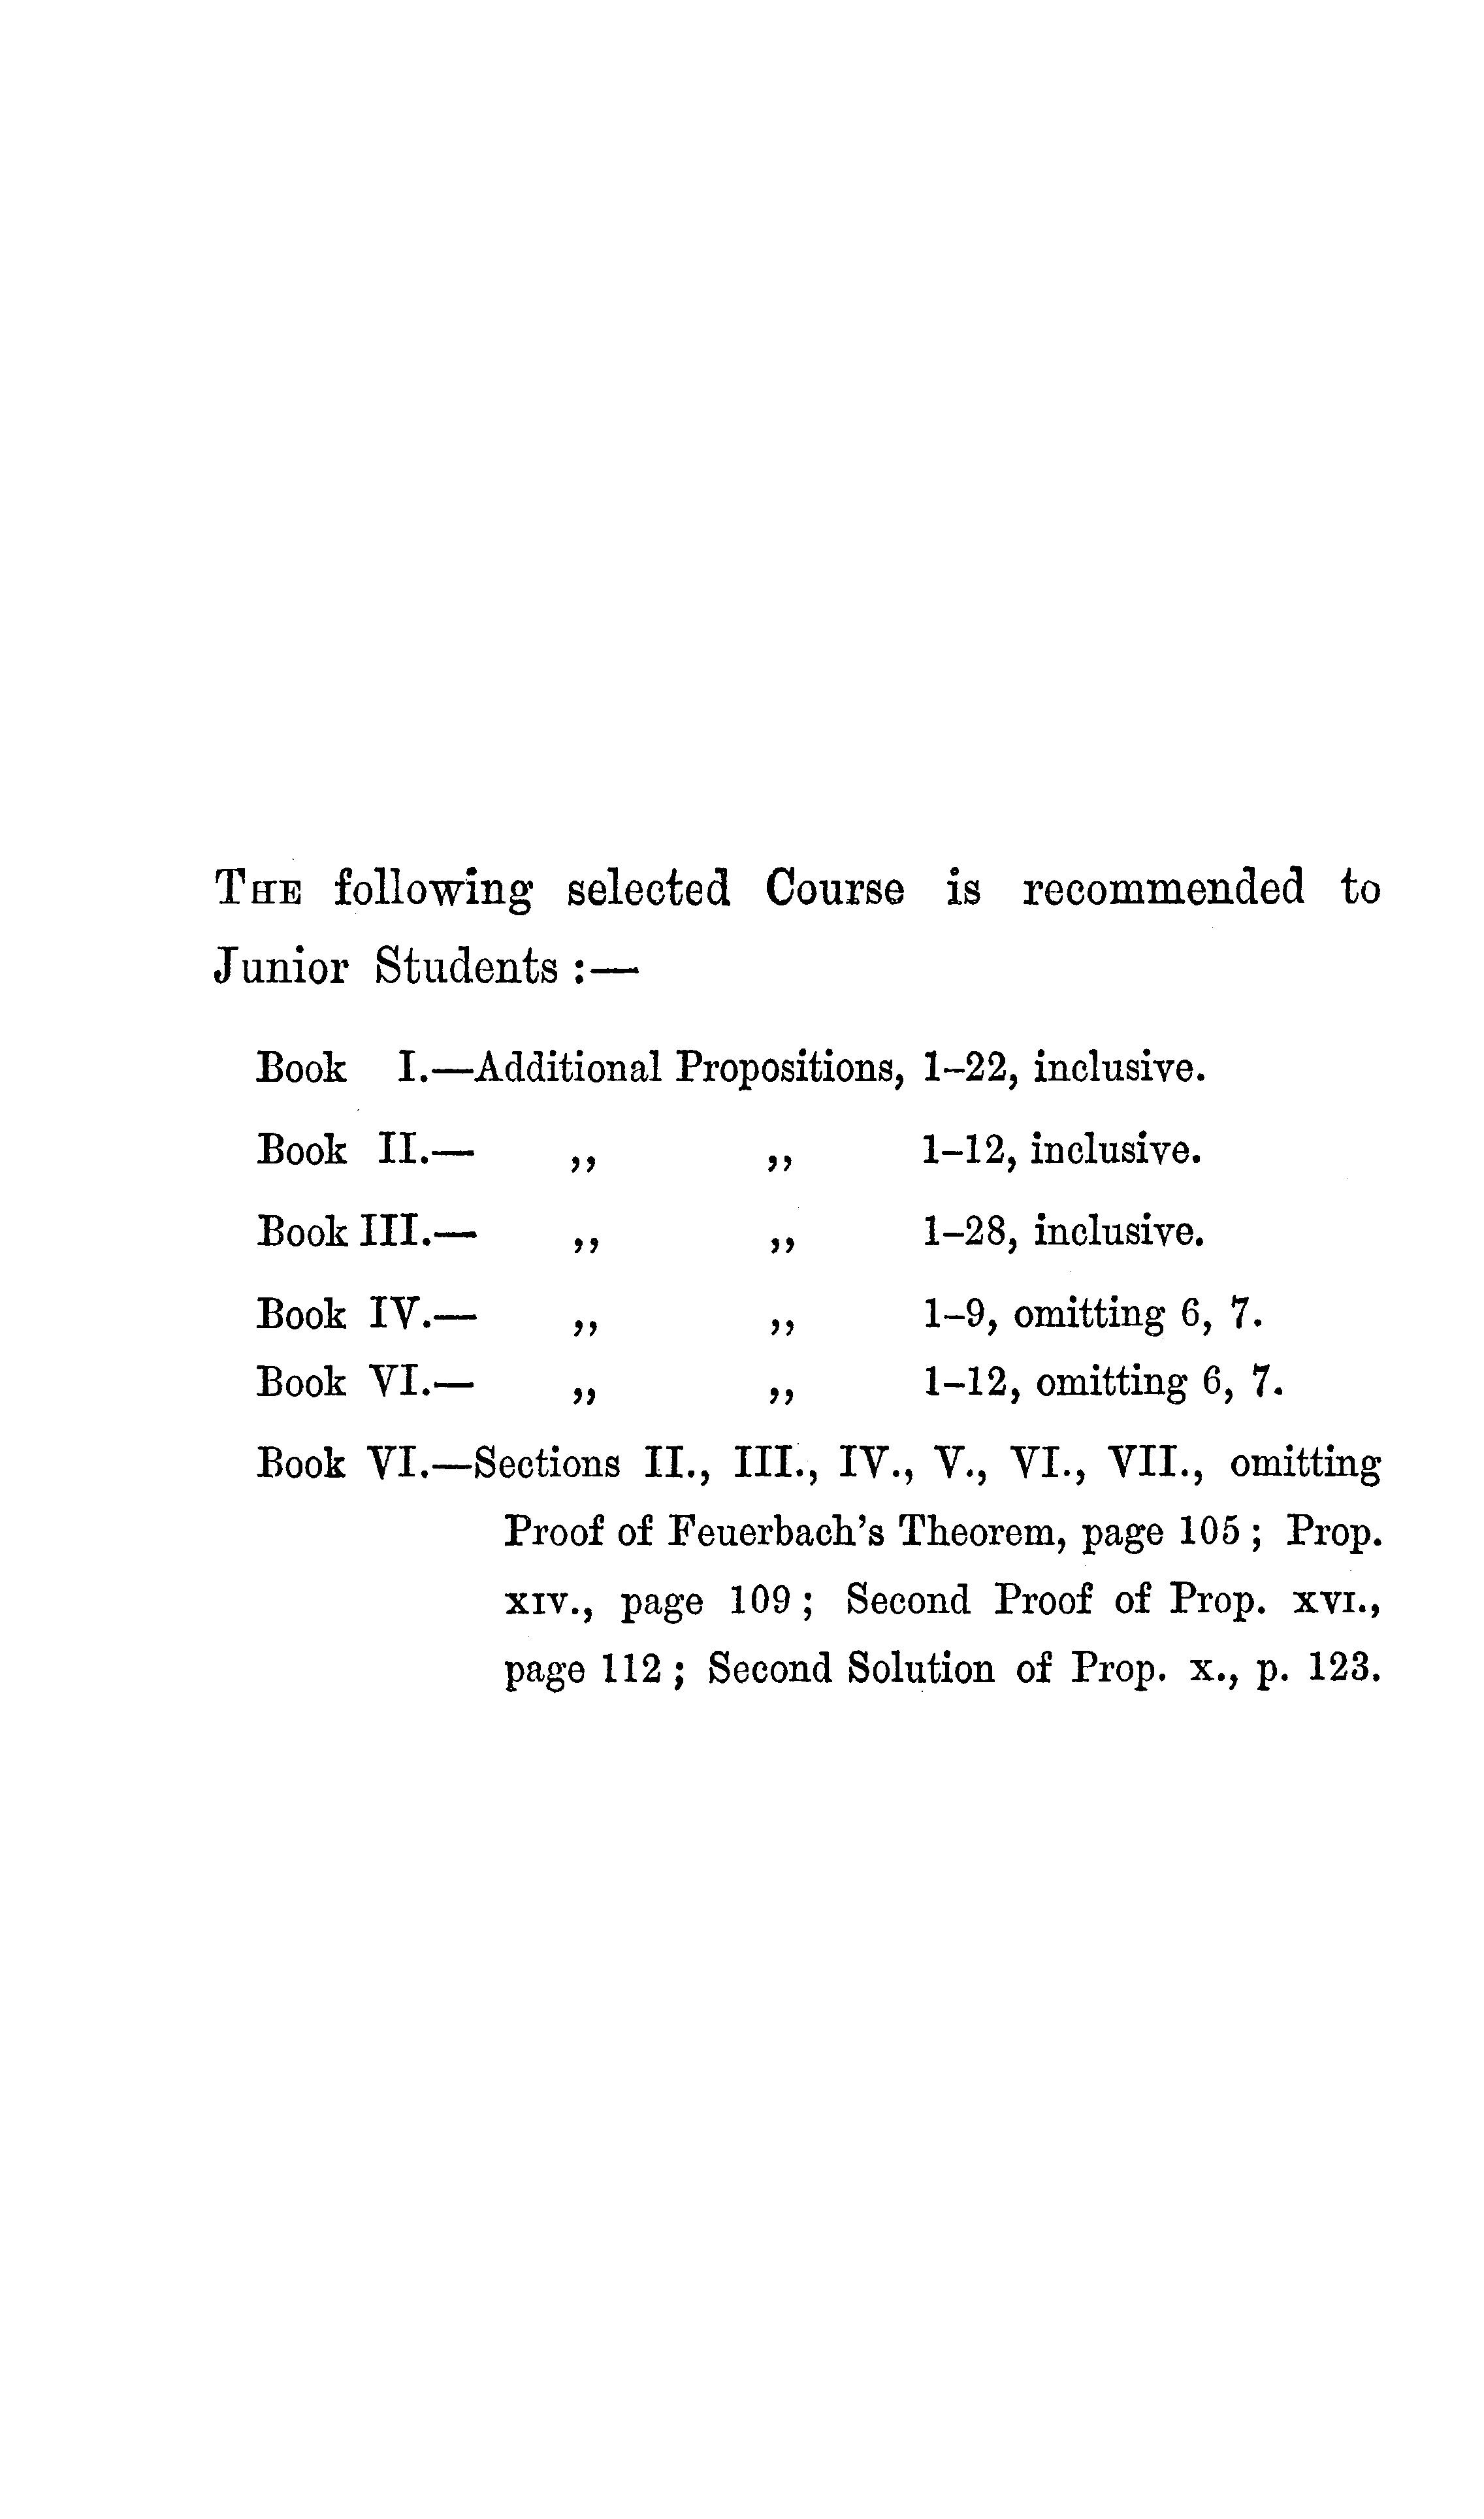 THE following selected Course is recommended to
Junior Students :—
Book I.—Additional Propositions, 1–22, inclusive.
Book II.— ,, ,, 1–12, inclusive.
Book III.— ,, ,, 1–28, inclusive.
Book IV.— ,, ,, 1–9, omitting 6, 7.
Book VI.— ,, ,, 1–12, omitting 6, 7.
Book VI.—Sections II., III., IV., V., VI., VII., omitting
Proof of Feuerbach's Theorem, page 105 ; Prop.
XIV., page 109 ; Second Proof of Prop. XVI.,
page 112 ; Second Solution of Prop. X., p. 123.